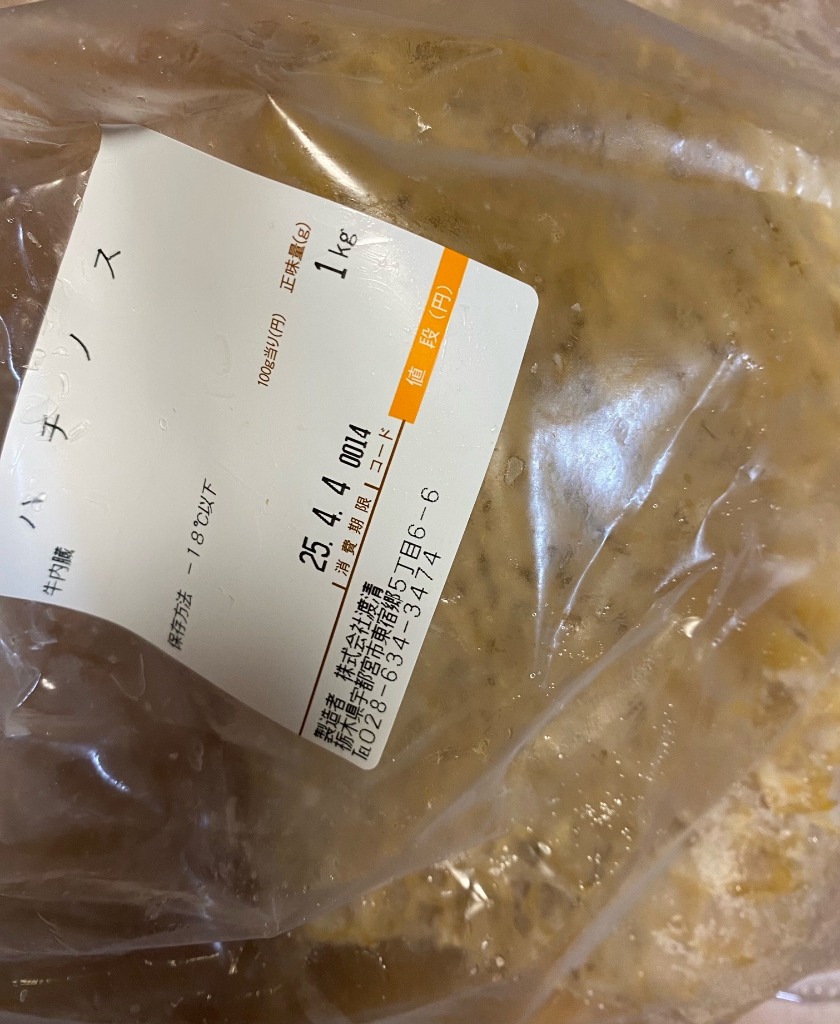 ハチノス
牛内臓
100g当り(円) 正味量(g)
1kg
保存方法 －18℃以下
25. 4. 4 0014
消費期限 コード
値段(円)
製造者 株式会社渡清
栃木県宇都宮市東宿郷5丁目6－6
TEL028－634－3474